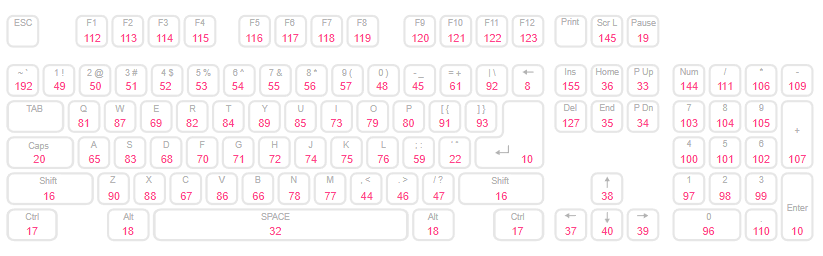 ESC F1 F2 F3 F4 F5 F6 F7 F8 F9 F10 F11 F12 Print Scr L Pause
112 113 114 115 116 117 118 119 120 121 122 123 145 19
~ ` 1 ! 2 @ 3 # 4 $ 5 % 6 ^ 7 & 8 * 9 ( 0 ) - _ = + | \ ← Ins Home P Up Num / * -
192 49 50 51 52 53 54 55 56 57 48 45 61 92 8 155 36 33 144 111 106 109
TAB Q W E R T Y U I O P [ { ] } Del End P Dn 7 8 9
81 87 69 82 84 89 85 73 79 80 91 93 127 35 34 103 104 105 +
Caps A S D F G H J K L ; : ' " ↵ 4 5 6
20 65 83 68 70 71 72 74 75 76 59 22 10 100 101 102 107
Shift Z X C V B N M , < . > / ? Shift ↑ 1 2 3
16 90 88 67 86 66 78 77 44 46 47 16 38 97 98 99
Ctrl Alt SPACE Alt Ctrl ← ↓ → 0 . Enter
17 18 32 18 17 37 40 39 96 110 10